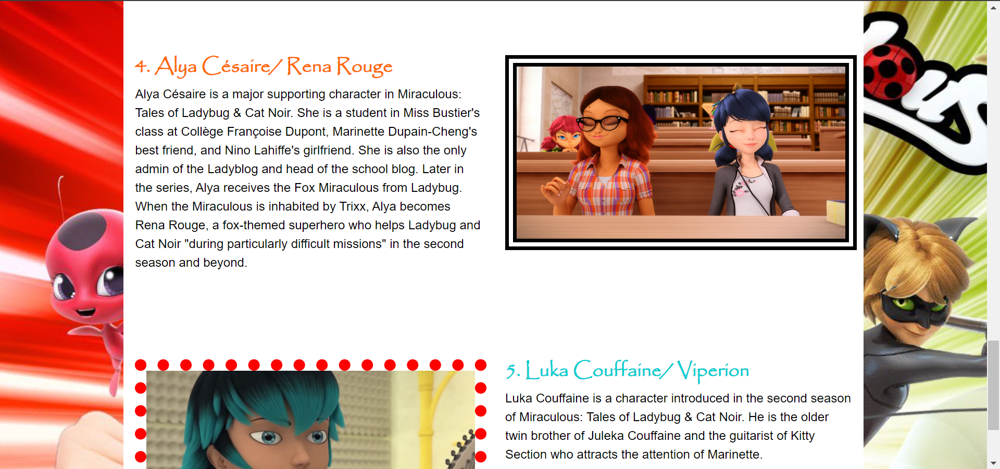 4. Alya Césaire/ Rena Rouge
Alya Césaire is a major supporting character in Miraculous:
Tales of Ladybug & Cat Noir. She is a student in Miss Bustier's
class at Collège Françoise Dupont, Marinette Dupain-Cheng's
best friend, and Nino Lahiffe's girlfriend. She is also the only
admin of the Ladyblog and head of the school blog. Later in
the series, Alya receives the Fox Miraculous from Ladybug.
When the Miraculous is inhabited by Trixx, Alya becomes
Rena Rouge, a fox-themed superhero who helps Ladybug and
Cat Noir "during particularly difficult missions" in the second
season and beyond.
5. Luka Couffaine/ Viperion
Luka Couffaine is a character introduced in the second season
of Miraculous: Tales of Ladybug & Cat Noir. He is the older
twin brother of Juleka Couffaine and the guitarist of Kitty
Section who attracts the attention of Marinette.